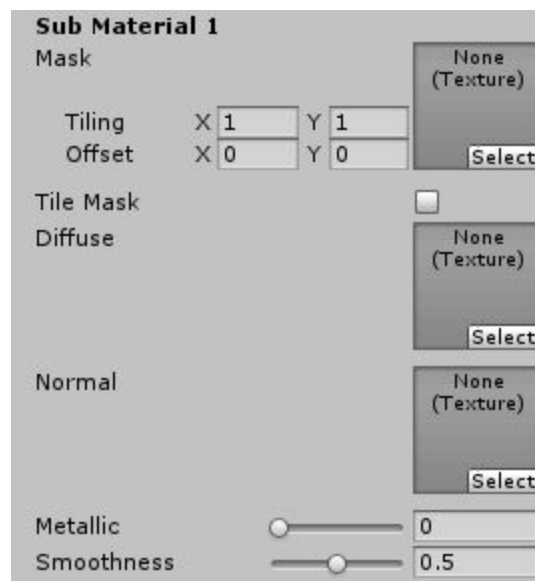 Sub Material 1
Mask
None
(Texture)
Tiling X 1 Y 1
Offset X 0 Y 0
Select
Tile Mask
Diffuse
None
(Texture)
Select
Normal
None
(Texture)
Select
Metallic 0
Smoothness 0.5